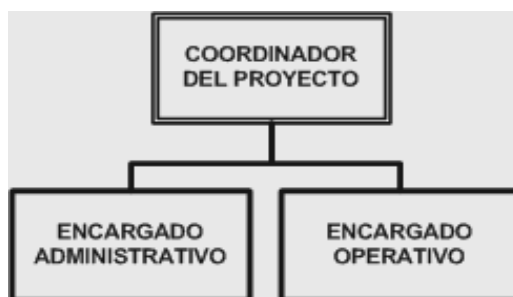 COORDINADOR
DEL PROYECTO
ENCARGADO
ADMINISTRATIVO
ENCARGADO
OPERATIVO